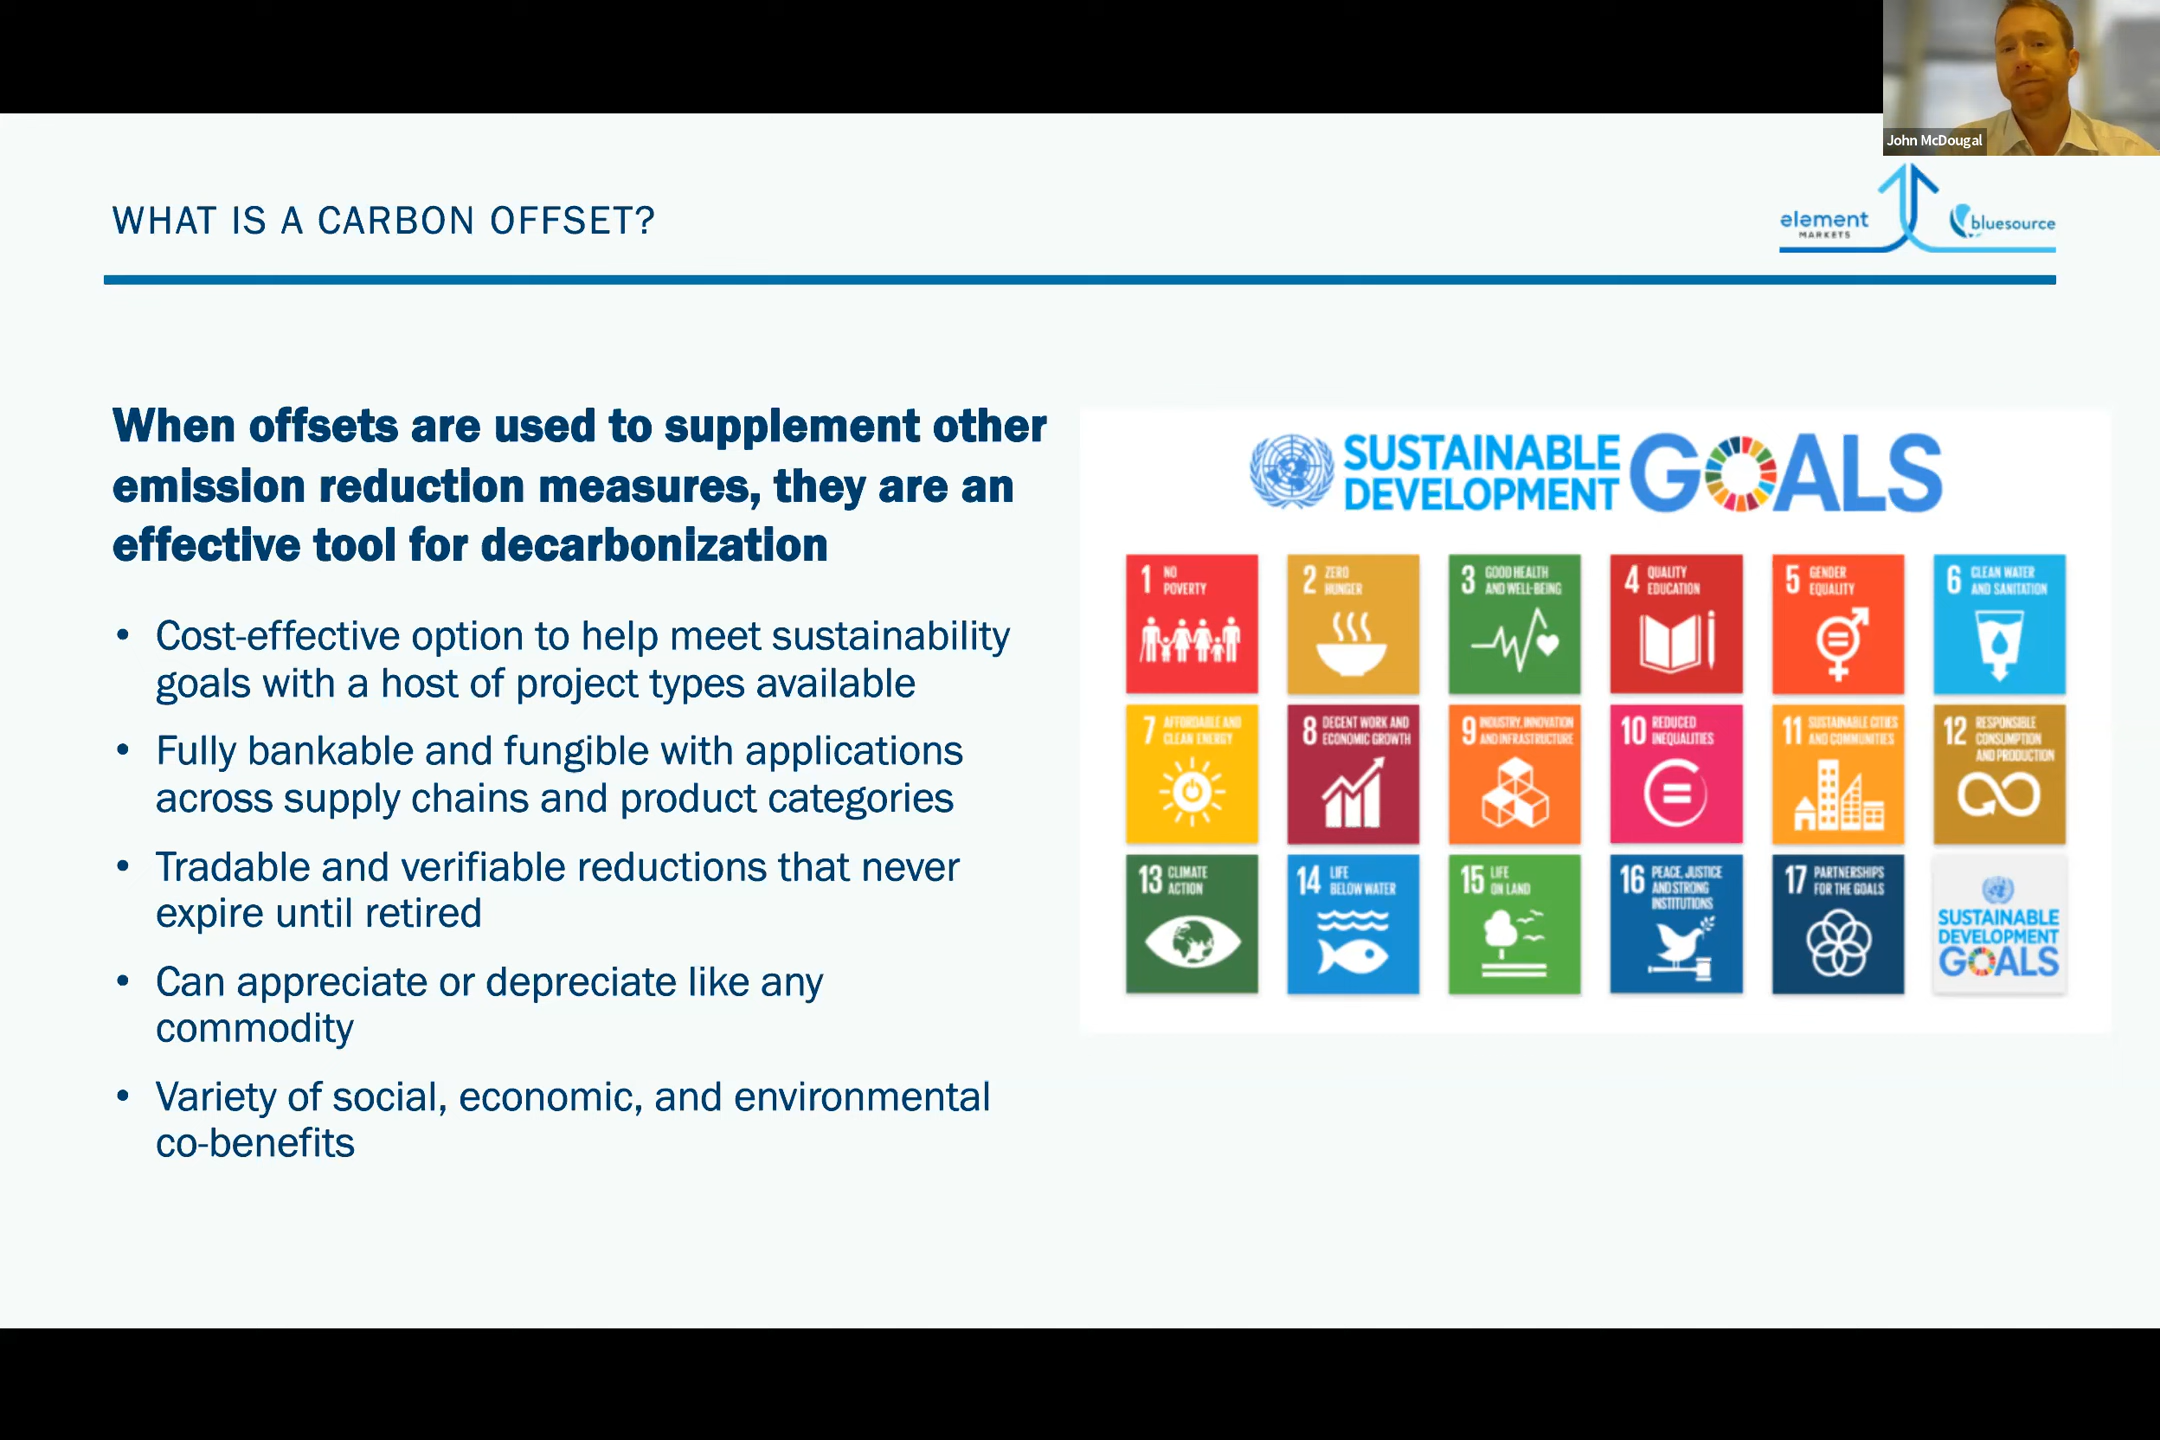 John McDougal
WHAT IS A CARBON OFFSET?
element
MARKETS
bluesource
When offsets are used to supplement other
emission reduction measures, they are an
effective tool for decarbonization
• Cost-effective option to help meet sustainability
goals with a host of project types available
• Fully bankable and fungible with applications
across supply chains and product categories
• Tradable and verifiable reductions that never
expire until retired
• Can appreciate or depreciate like any
commodity
• Variety of social, economic, and environmental
co-benefits
SUSTAINABLE
DEVELOPMENT
GOALS
1 NO
POVERTY
2 ZERO
HUNGER
3 GOOD HEALTH
AND WELL-BEING
4 QUALITY
EDUCATION
5 GENDER
EQUALITY
6 CLEAN WATER
AND SANITATION
7 AFFORDABLE AND
CLEAN ENERGY
8 DECENT WORK AND
ECONOMIC GROWTH
9 INDUSTRY, INNOVATION
AND INFRASTRUCTURE
10 REDUCED
INEQUALITIES
11 SUSTAINABLE CITIES
AND COMMUNITIES
12 RESPONSIBLE
CONSUMPTION
AND PRODUCTION
13 CLIMATE
ACTION
14 LIFE
BELOW WATER
15 LIFE
ON LAND
16 PEACE, JUSTICE
AND STRONG
INSTITUTIONS
17 PARTNERSHIPS
FOR THE GOALS
SUSTAINABLE
DEVELOPMENT
GOALS